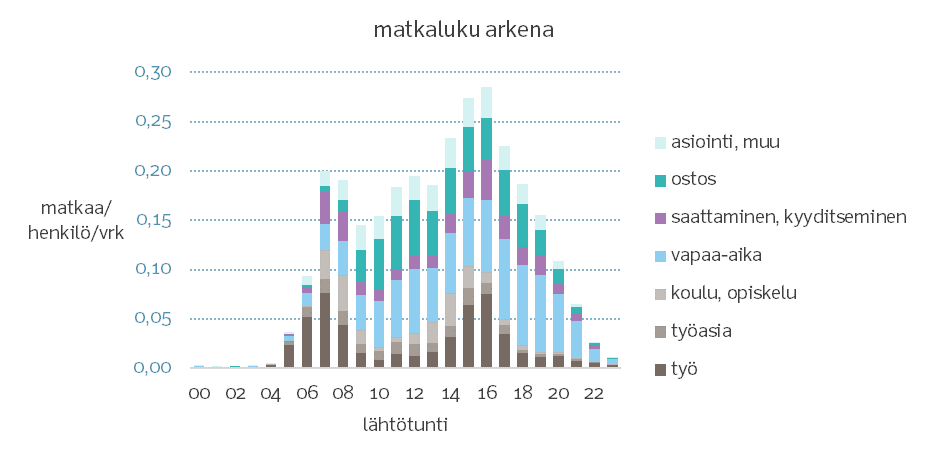 matkaluku arkena
0,30
0,25
0,20
0,15
0,10
0,05
0,00
matkaa/
henkilö/vrk
00 02 04 06 08 10 12 14 16 18 20 22
lähtötunti
asiointi, muu
ostos
saattaminen, kyyditseminen
vapaa-aika
koulu, opiskelu
työasia
työ